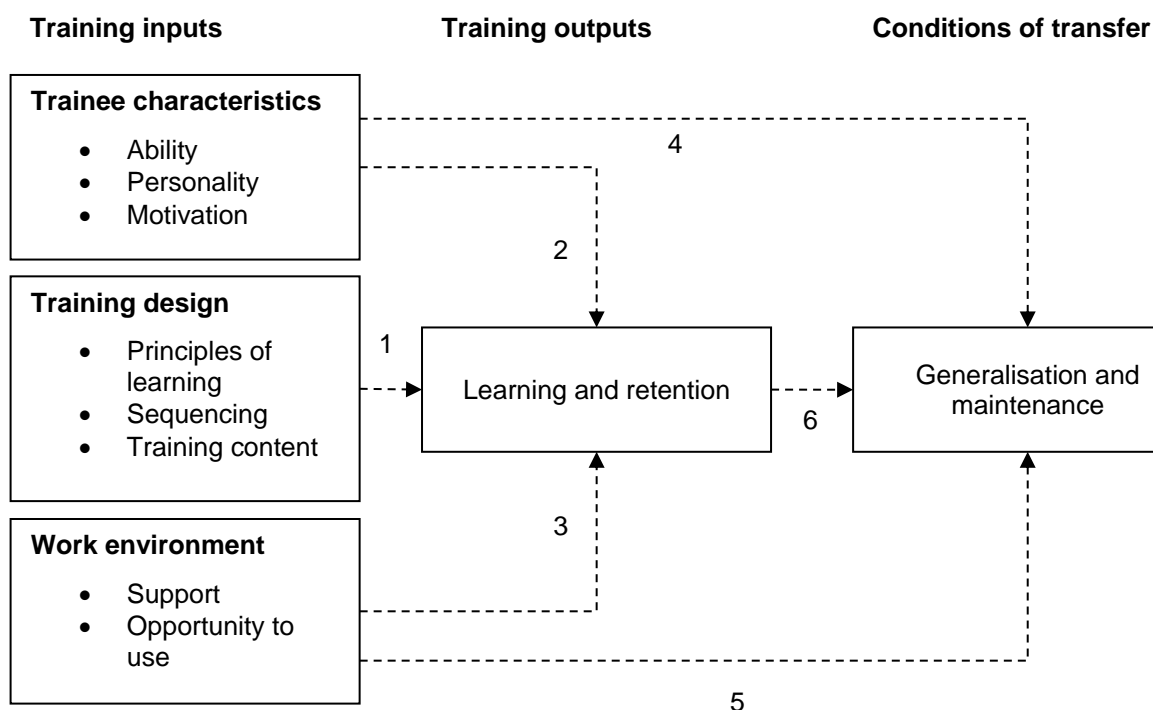 Training inputs
Training outputs
Conditions of transfer
Trainee characteristics
• Ability
• Personality
• Motivation
4
2
Training design
• Principles of
learning
• Sequencing
• Training content
1
Learning and retention
6
Generalisation and
maintenance
Work environment
• Support
• Opportunity to
use
3
5